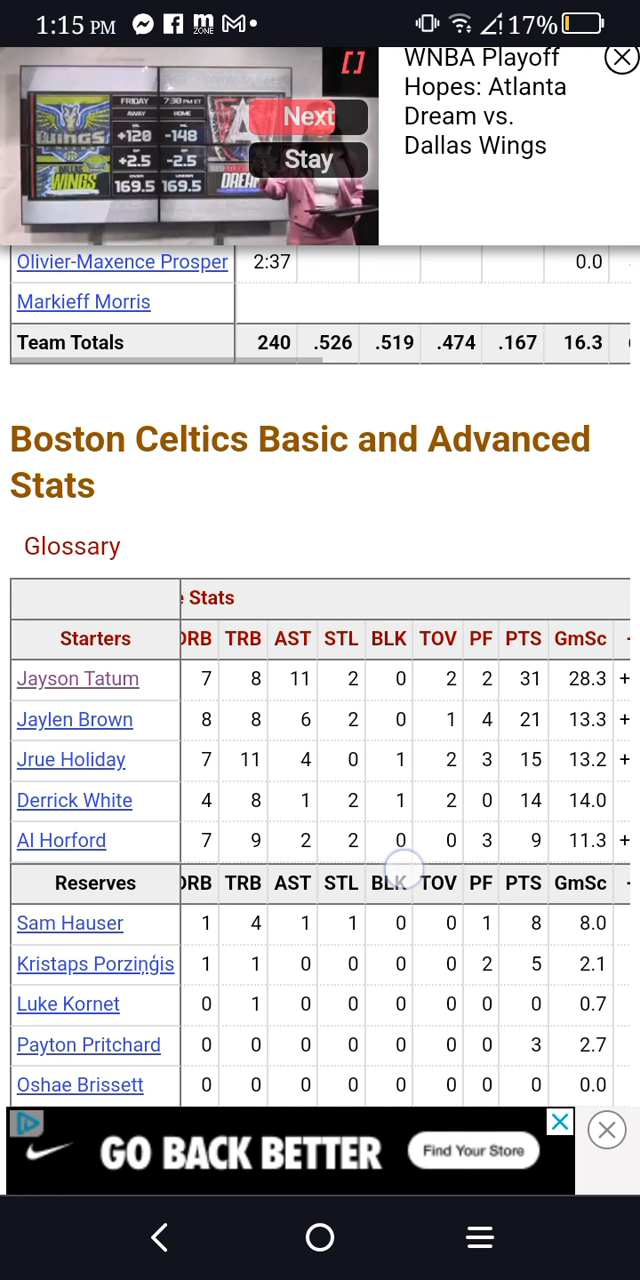 1:15 PM
m
ZONE
17%
[]
WNBA Playoff
Hopes: Atlanta
Dream vs.
Dallas Wings
Next
Stay
FRIDAY 7:30 PM ET
AWAY HOME
WINGS +120 -148
+2.5 -2.5
OVER UNDER
DALLAS
WINGS 169.5 169.5 DREAM
Olivier-Maxence Prosper 2:37 0.0
Markieff Morris
Team Totals 240 .526 .519 .474 .167 16.3
Boston Celtics Basic and Advanced
Stats
Glossary
Stats
Starters DRB TRB AST STL BLK TOV PF PTS GmSc -
Jayson Tatum 7 8 11 2 0 2 2 31 28.3 +
Jaylen Brown 8 8 6 2 0 1 4 21 13.3 +
Jrue Holiday 7 11 4 0 1 2 3 15 13.2 +
Derrick White 4 8 1 2 1 2 0 14 14.0
Al Horford 7 9 2 2 0 0 3 9 11.3 +
Reserves DRB TRB AST STL BLK TOV PF PTS GmSc -
Sam Hauser 1 4 1 1 0 0 1 8 8.0
Kristaps Porziņģis 1 1 0 0 0 0 2 5 2.1
Luke Kornet 0 1 0 0 0 0 0 0 0.7
Payton Pritchard 0 0 0 0 0 0 0 3 2.7
Oshae Brissett 0 0 0 0 0 0 0 0 0.0
GO BACK BETTER
Find Your Store